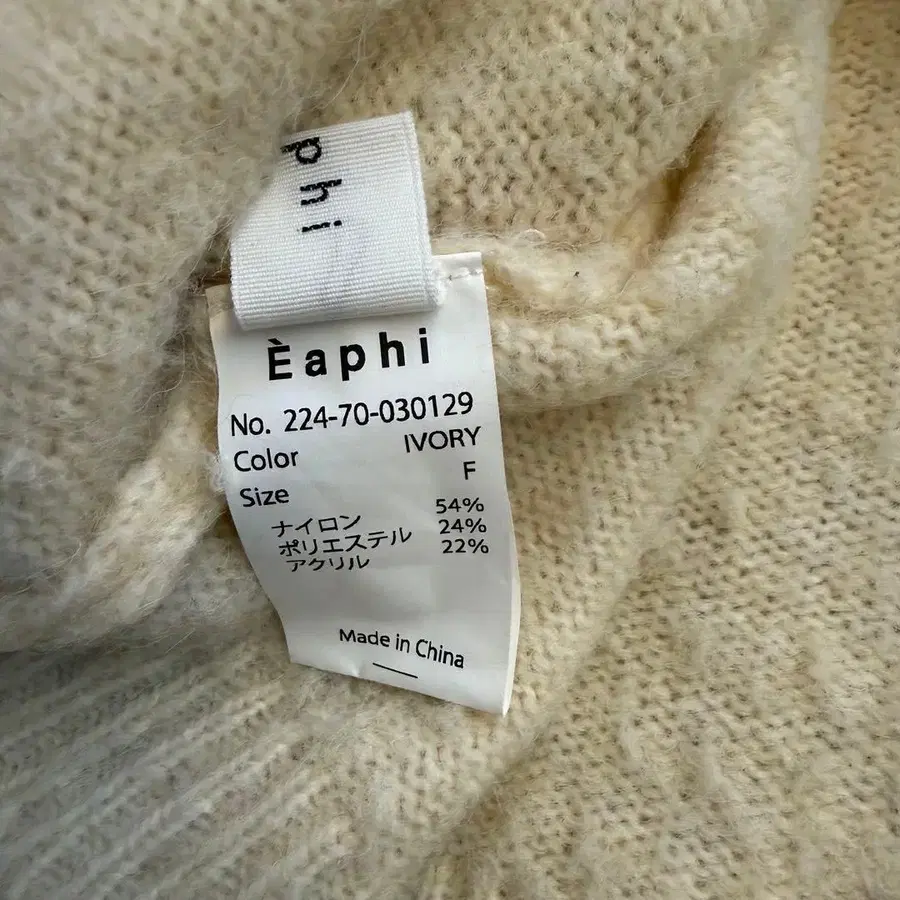 phi
Èaphi
No. 224-70-030129
Color IVORY
Size F
ナイロン 54%
ポリエステル 24%
アクリル 22%
Made in China